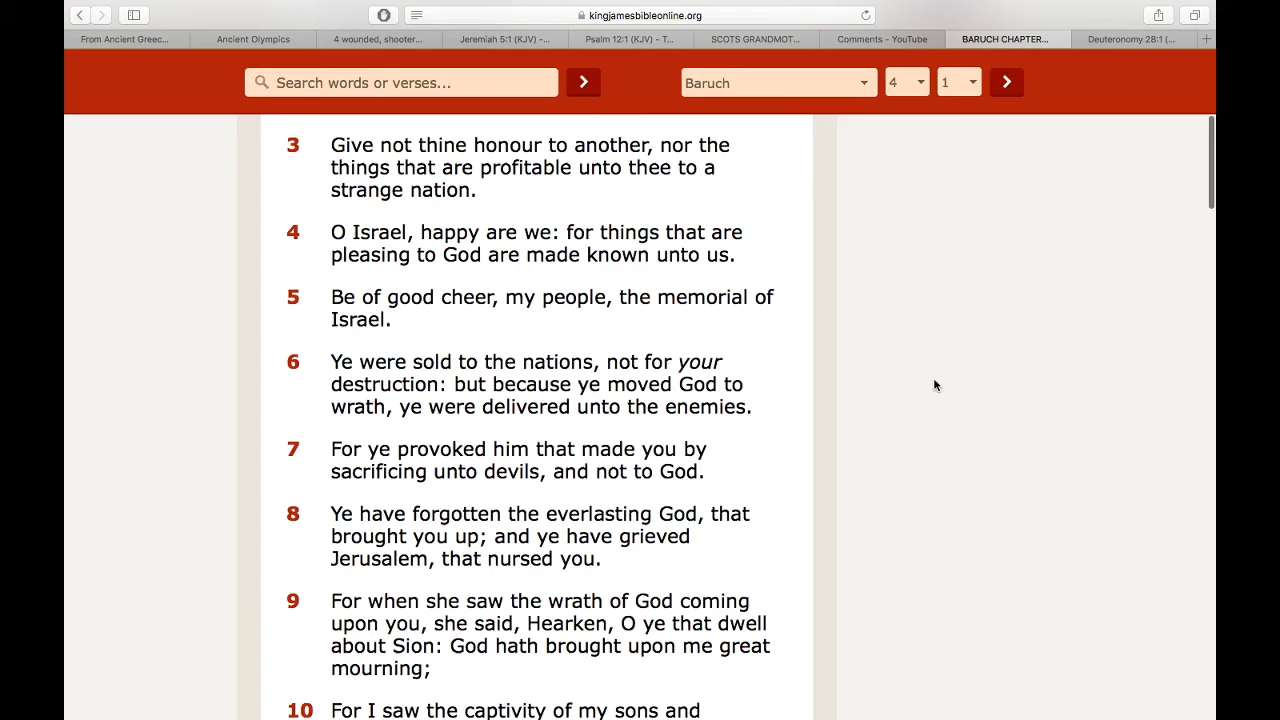 kingjamesbibleonline.org
From Ancient Greec...
Ancient Olympics
4 wounded, shooter...
Jeremiah 5:1 (KJV) -...
Psalm 12:1 (KJV) - T...
SCOTS GRANDMOT...
Comments - YouTube
BARUCH CHAPTER...
Deuteronomy 28:1 (...
Search words or verses...
Baruch
4
1
3 Give not thine honour to another, nor the
things that are profitable unto thee to a
strange nation.
4 O Israel, happy are we: for things that are
pleasing to God are made known unto us.
5 Be of good cheer, my people, the memorial of
Israel.
6 Ye were sold to the nations, not for your
destruction: but because ye moved God to
wrath, ye were delivered unto the enemies.
7 For ye provoked him that made you by
sacrificing unto devils, and not to God.
8 Ye have forgotten the everlasting God, that
brought you up; and ye have grieved
Jerusalem, that nursed you.
9 For when she saw the wrath of God coming
upon you, she said, Hearken, O ye that dwell
about Sion: God hath brought upon me great
mourning;
10 For I saw the captivity of my sons and